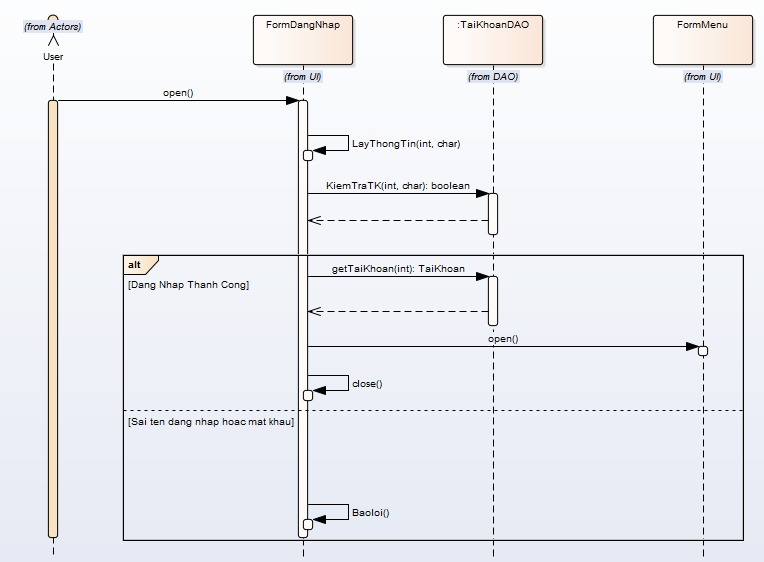 (from Actors)
User
FormDangNhap
(from UI)
:TaiKhoanDAO
(from DAO)
FormMenu
(from UI)
open()
LayThongTin(int, char)
KiemTraTK(int, char): boolean
alt
[Dang Nhap Thanh Cong]
getTaiKhoan(int): TaiKhoan
open()
close()
[Sai ten dang nhap hoac mat khau]
Baoloi()